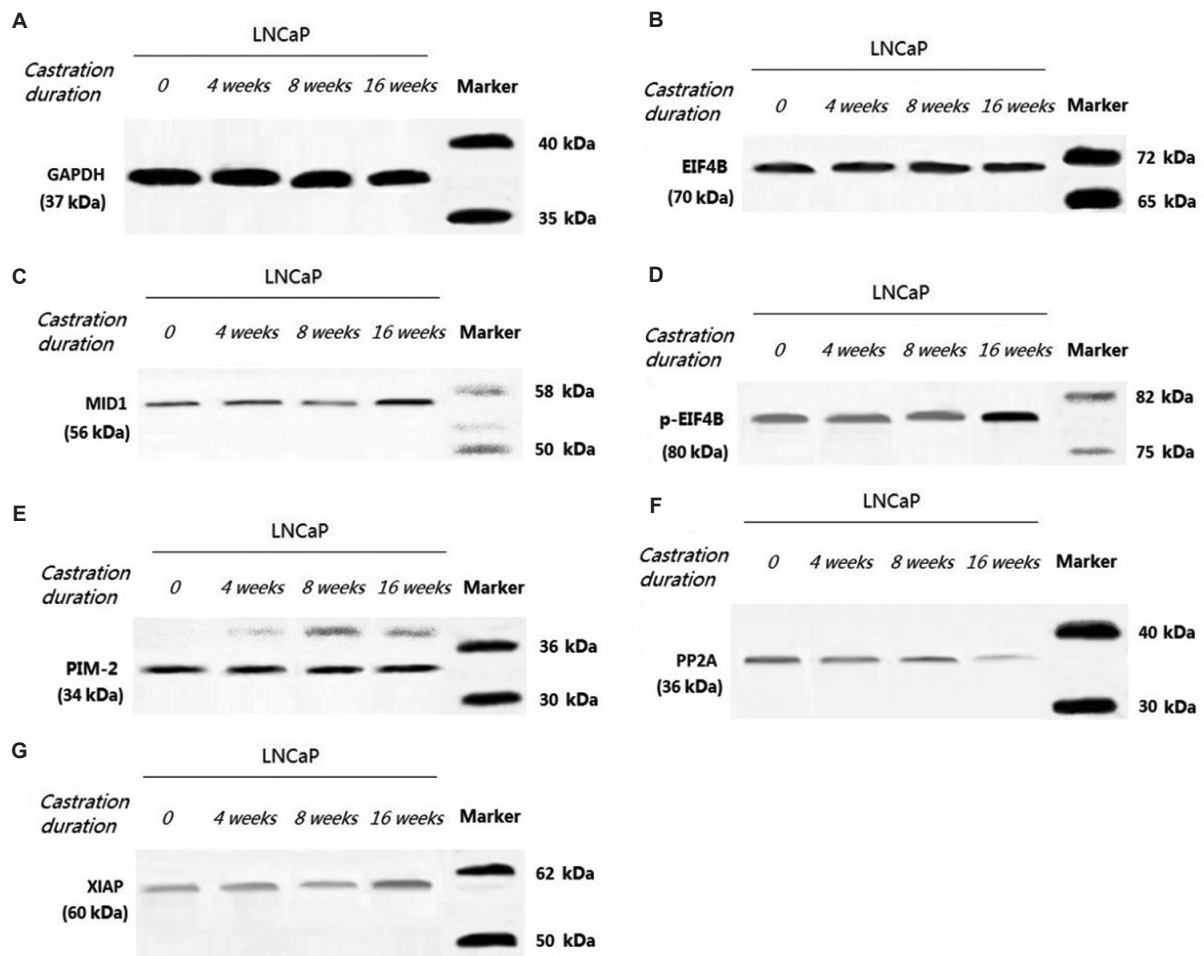 A
LNCaP
Castration
duration
0 4 weeks 8 weeks 16 weeks Marker
GAPDH
(37 kDa)
40 kDa
35 kDa
B
LNCaP
Castration
duration
0 4 weeks 8 weeks 16 weeks Marker
EIF4B
(70 kDa)
72 kDa
65 kDa
C
LNCaP
Castration
duration
0 4 weeks 8 weeks 16 weeks Marker
MID1
(56 kDa)
58 kDa
50 kDa
D
LNCaP
Castration
duration
0 4 weeks 8 weeks 16 weeks Marker
p-EIF4B
(80 kDa)
82 kDa
75 kDa
E
LNCaP
Castration
duration
0 4 weeks 8 weeks 16 weeks Marker
PIM-2
(34 kDa)
36 kDa
30 kDa
F
LNCaP
Castration
duration
0 4 weeks 8 weeks 16 weeks Marker
PP2A
(36 kDa)
40 kDa
30 kDa
G
LNCaP
Castration
duration
0 4 weeks 8 weeks 16 weeks Marker
XIAP
(60 kDa)
62 kDa
50 kDa